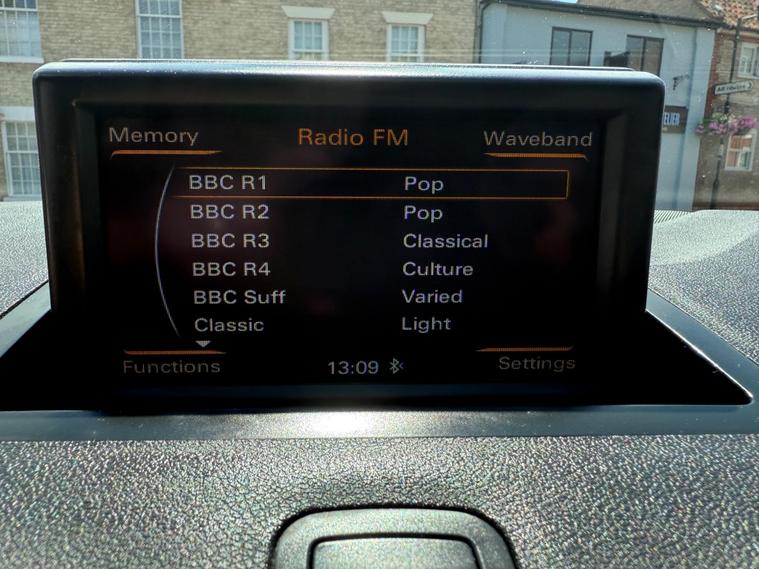 Memory Radio FM Waveband
BBC R1 Pop
BBC R2 Pop
BBC R3 Classical
BBC R4 Culture
BBC Suff Varied
Classic Light
Functions 13:09 Settings